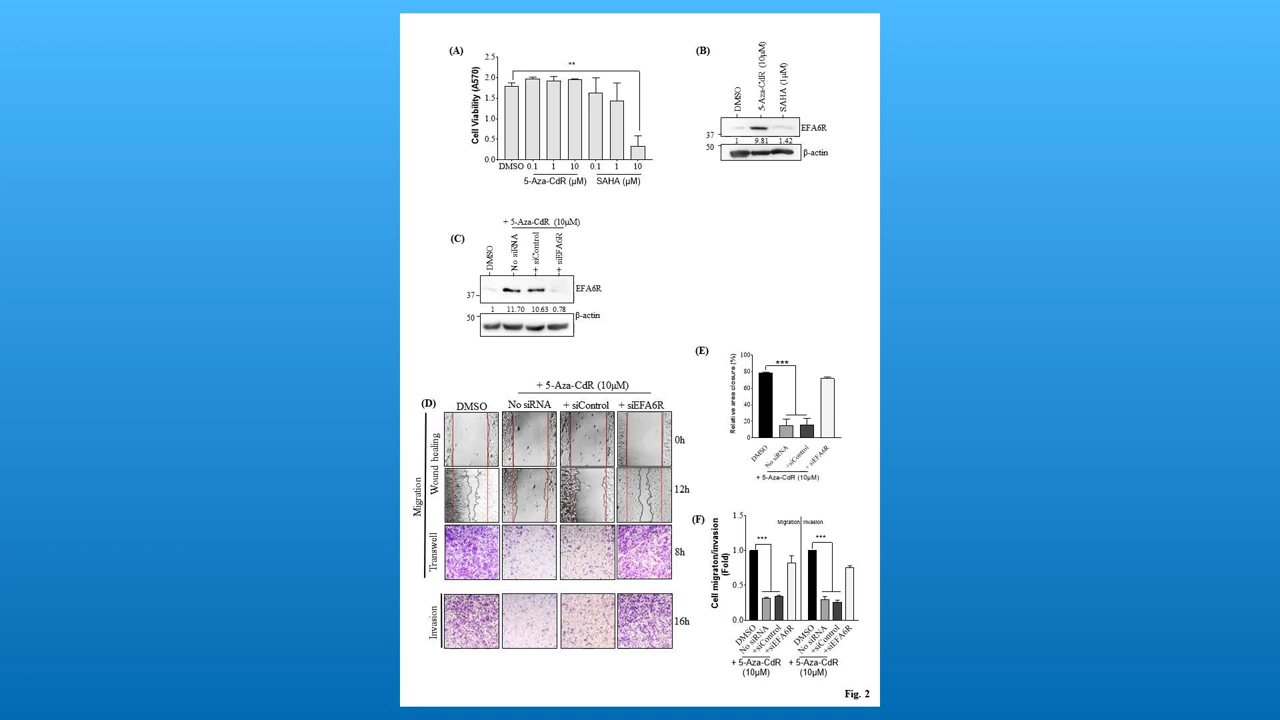 (A)
Cell Viability (A570)
2.5
2.0
1.5
1.0
0.5
0.0
**
DMSO 0.1 1 10 0.1 1 10
5-Aza-CdR (µM) SAHA (µM)
(B)
DMSO
5-Aza-CdR (10µM)
SAHA (1µM)
37
EFA6R
1 9.81 1.42
50
β-actin
(C)
+ 5-Aza-CdR (10µM)
DMSO
No siRNA
+ siControl
+ siEFA6R
37
EFA6R
1 11.70 10.63 0.78
50
β-actin
(D)
+ 5-Aza-CdR (10µM)
DMSO No siRNA + siControl + siEFA6R
Migration
Wound healing
0h
12h
Transwell
8h
Invasion
16h
(E)
Relative area closure (%)
100
80
60
40
20
0
***
DMSO
No siRNA
+siControl
+ siEFA6R
+ 5-Aza-CdR (10µM)
(F)
Cell migraton/invasion
(Fold)
1.5
1.0
0.5
0.0
Migration Invasion
***
***
DMSO
No siRNA
+siControl
+siEFA6R
DMSO
No siRNA
+siControl
+siEFA6R
+ 5-Aza-CdR
(10µM)
+ 5-Aza-CdR
(10µM)
Fig. 2